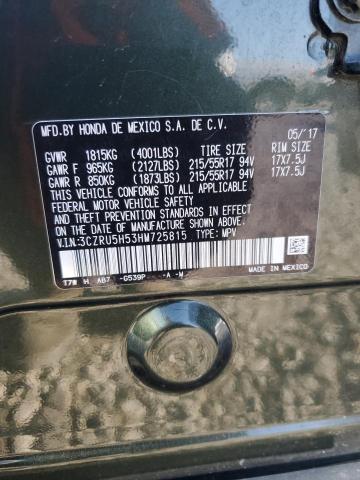 MFD.BY HONDA DE MEXICO S.A. DE C.V.
05/'17
GVWR 1815KG (4001LBS) TIRE SIZE RIM SIZE
GAWR F 965KG (2127LBS) 215/55R17 94V 17X7.5J
GAWR R 850KG (1873LBS) 215/55R17 94V 17X7.5J
THIS VEHICLE CONFORMS TO ALL APPLICABLE
FEDERAL MOTOR VEHICLE SAFETY AND THEFT
PREVENTION STANDARDS IN EFFECT ON THE
DATE OF MANUFACTURE SHOWN ABOVE.
V.I.N:3CZRU5H53HM725815 TYPE: MPV
H AB7 -G539P -A -M-
MADE IN MEXICO